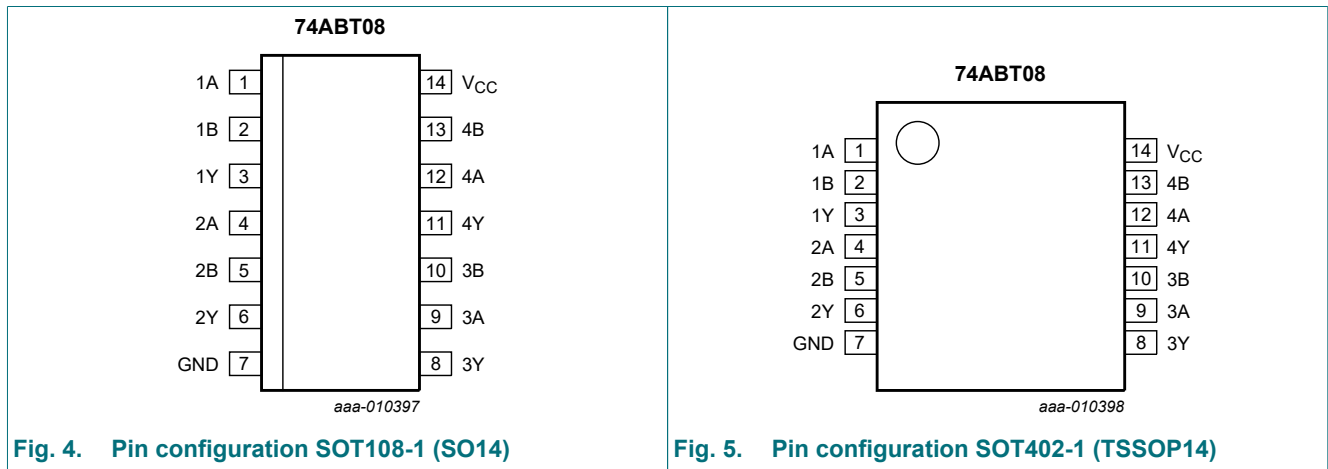 74ABT08
1A 1 14 VCC
1B 2 13 4B
1Y 3 12 4A
2A 4 11 4Y
2B 5 10 3B
2Y 6 9 3A
GND 7 8 3Y
aaa-010397
Fig. 4. Pin configuration SOT108-1 (SO14)
74ABT08
1A 1 14 VCC
1B 2 13 4B
1Y 3 12 4A
2A 4 11 4Y
2B 5 10 3B
2Y 6 9 3A
GND 7 8 3Y
aaa-010398
Fig. 5. Pin configuration SOT402-1 (TSSOP14)